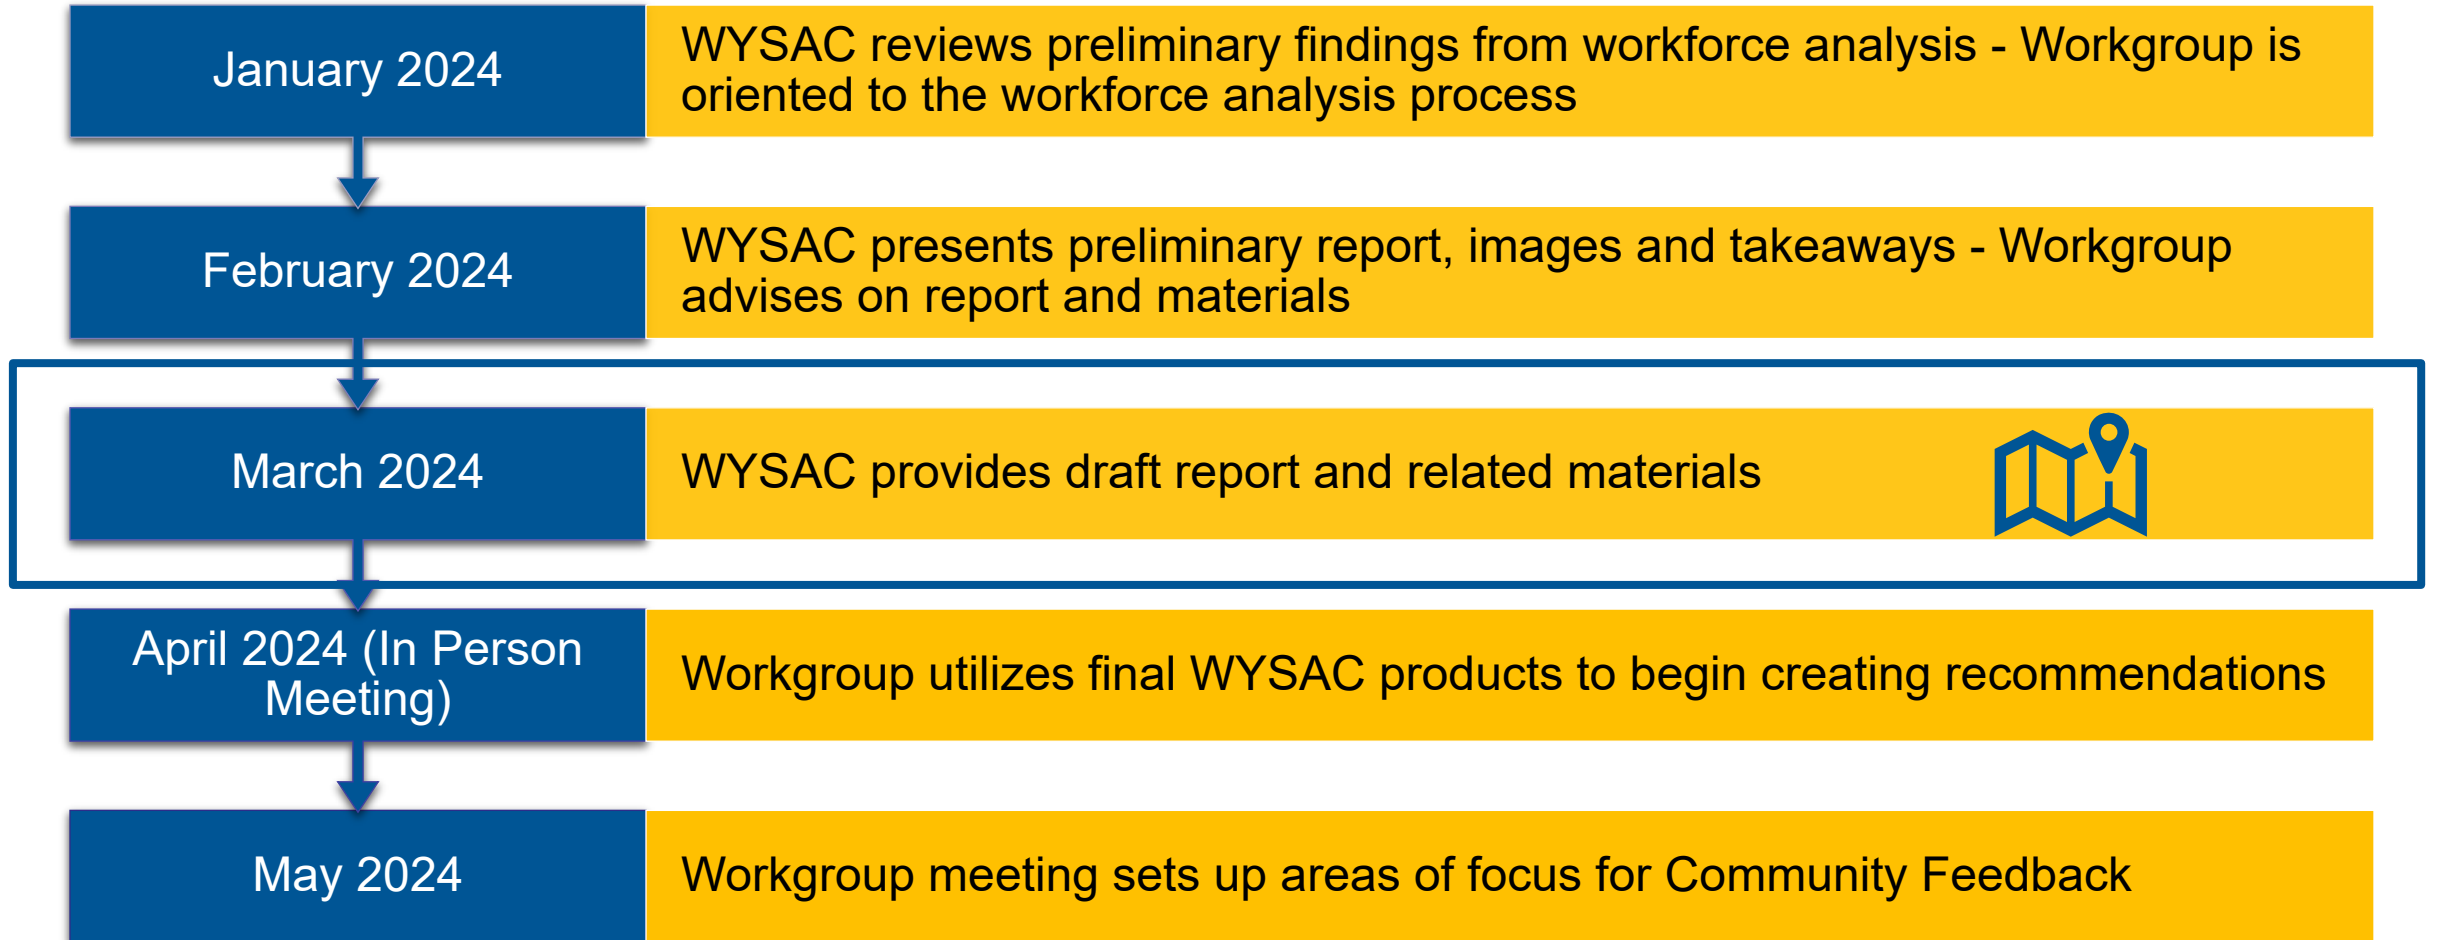 January 2024
WYSAC reviews preliminary findings from workforce analysis - Workgroup is
oriented to the workforce analysis process
February 2024
WYSAC presents preliminary report, images and takeaways - Workgroup
advises on report and materials
March 2024
WYSAC provides draft report and related materials
April 2024 (In Person
Meeting)
Workgroup utilizes final WYSAC products to begin creating recommendations
May 2024
Workgroup meeting sets up areas of focus for Community Feedback